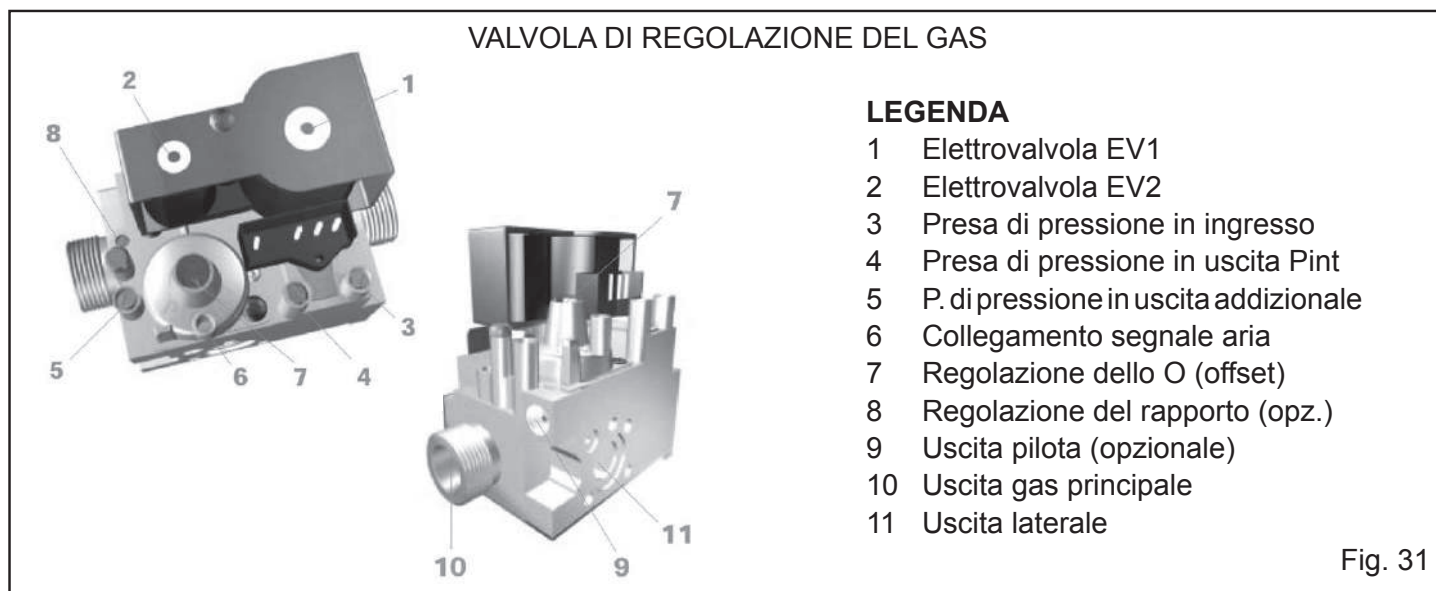 VALVOLA DI REGOLAZIONE DEL GAS
2
1
8
5
6
7
4
3
7
10
9
11
LEGENDA
1 Elettrovalvola EV1
2 Elettrovalvola EV2
3 Presa di pressione in ingresso
4 Presa di pressione in uscita Pint
5 P. di pressione in uscita addizionale
6 Collegamento segnale aria
7 Regolazione dello O (offset)
8 Regolazione del rapporto (opz.)
9 Uscita pilota (opzionale)
10 Uscita gas principale
11 Uscita laterale
Fig. 31